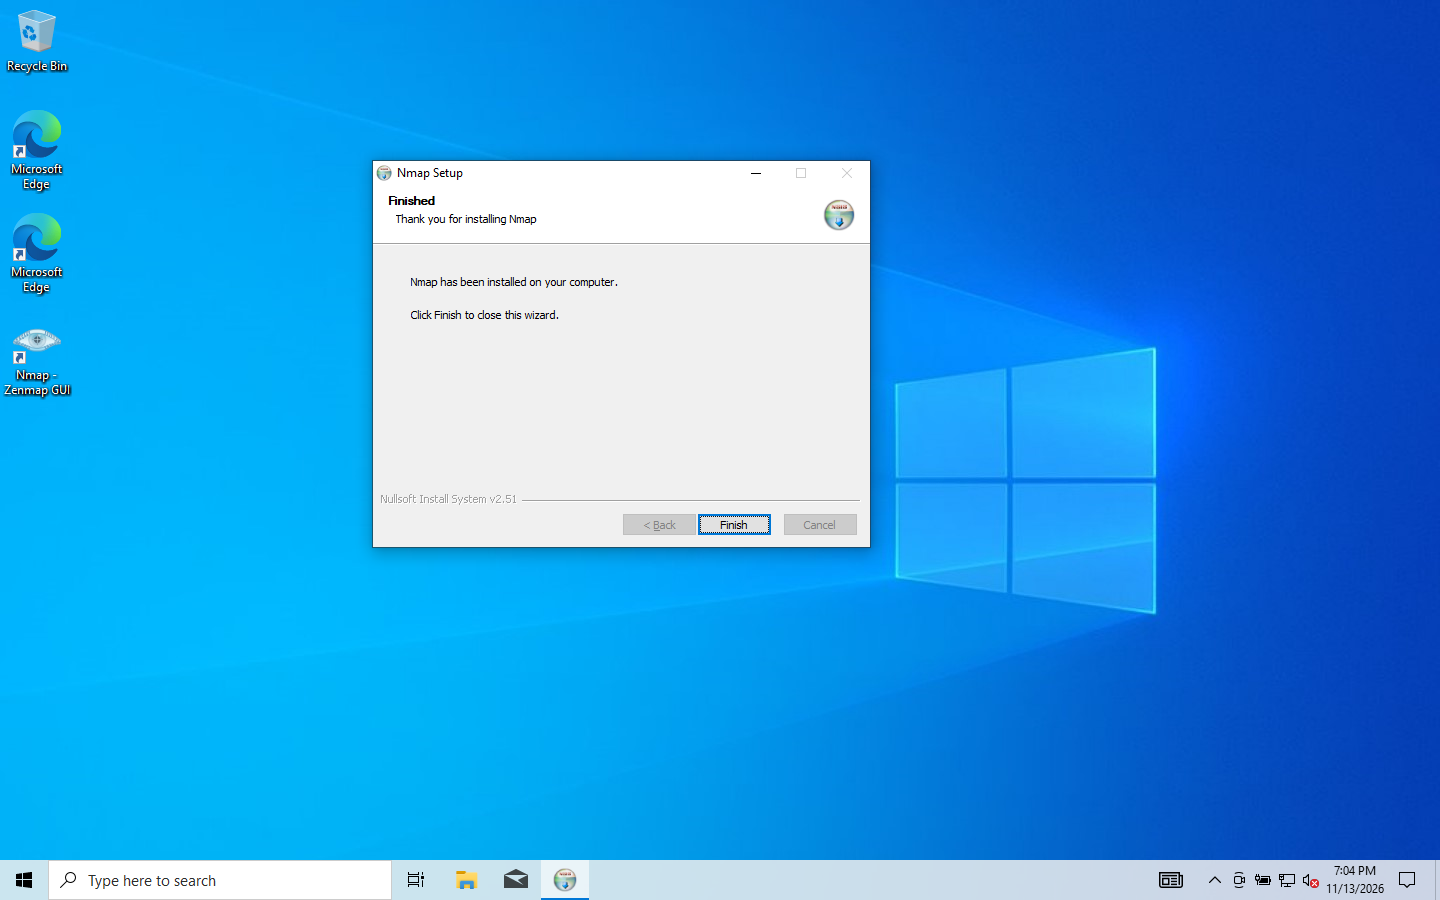 Recycle Bin
Microsoft
Edge
Microsoft
Edge
Nmap -
Zenmap GUI
Nmap Setup
Finished
Thank you for installing Nmap
Nmap has been installed on your computer.
Click Finish to close this wizard.
Nullsoft Install System v2.51
< Back
Finish
Cancel
Type here to search
7:04 PM
11/13/2026